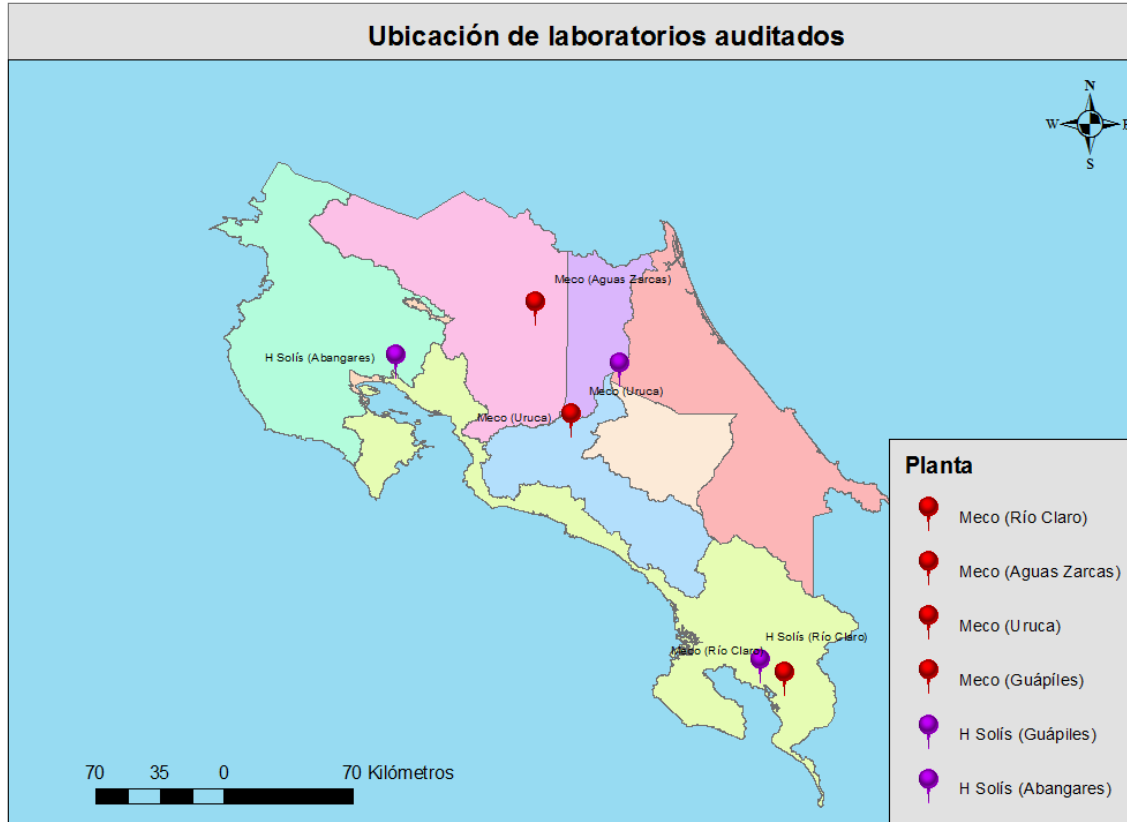 Ubicación de laboratorios auditados
N
W
E
S
Meco (Aguas Zarcas)
H Solís (Abangares)
Meco (Uruca)
Meco (Uruca)
H Solís (Río Claro)
Meco (Río Claro)
Planta
Meco (Río Claro)
Meco (Aguas Zarcas)
Meco (Uruca)
Meco (Guápíles)
H Solís (Guápiles)
H Solís (Abangares)
70 35 0 70 Kilómetros